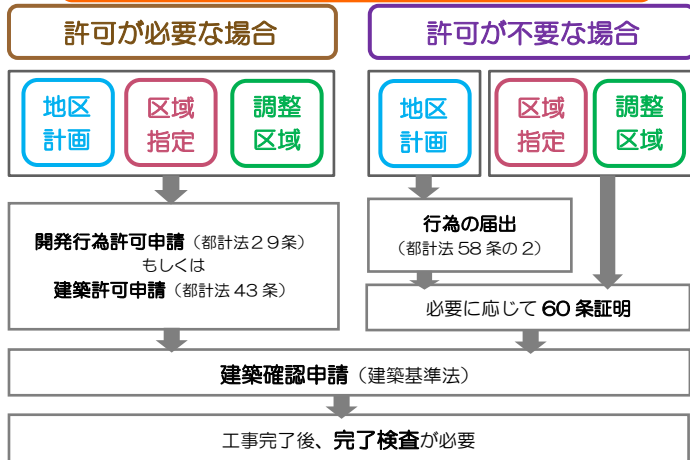 許可が必要な場合
許可が不要な場合
地区
計画
区域
指定
調整
区域
地区
計画
区域
指定
調整
区域
開発行為許可申請（都計法２９条）
もしくは
建築許可申請（都計法 43 条）
行為の届出
（都計法 58 条の 2）
必要に応じて 60 条証明
建築確認申請（建築基準法）
工事完了後、完了検査が必要